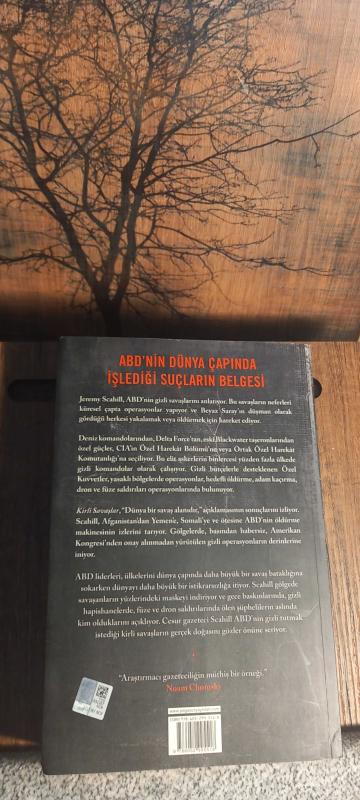 ABD'NİN DÜNYA ÇAPINDA
İŞLEDİĞİ SUÇLARIN BELGESİ
Jeremy Scahill, ABD'nin gizli savaşlarını anlatıyor. Bu savaşların neferleri
küresel çapta operasyonlar yapıyor ve Beyaz Saray'ın düşman olarak
gördüğü herkesi yakalamak veya öldürmek için hareket ediyor.
Deniz komandolarından, Delta Force'tan, eski Blackwater taşeronlarından
özel güçler, CIA'in Özel Harekât Bölümü'ne veya Ortak Özel Harekât
Komutanlığı'na seçiliyor. Bu elit askerlerin binlercesi yüzden fazla ülkede
gizli komandolar olarak çalışıyor. Gizli bütçelerle desteklenen Özel
Kuvvetler, yasaklı bölgelerde operasyonlar, hedefli öldürme, adam kaçırma,
dron ve füze saldırıları operasyonlarında bulunuyor.
Kirli Savaşlar, "Dünya bir savaş alanıdır," açıklamasının sonuçlarını izliyor.
Scahill, Afganistan'dan Yemen'e, Somali'ye ve ötesine ABD'nin öldürme
makinesinin izlerini tarıyor. Gölgelerde, basından habersiz, Amerikan
Kongresi'nden onay alınmadan yürütülen gizli operasyonların derinlerine
iniyor.
ABD liderleri, ülkelerini dünya çapında daha büyük bir savaş bataklığına
sokarken dünyayı daha büyük bir istikrarsızlığa itiyor. Scahill gölgede
savaşanların yüzlerindeki maskeyi indiriyor ve gece baskınlarında, gizli
hapishanelerde, füze ve dron saldırılarında ölen şüphelilerin aslında
kim olduklarını açıklıyor. Cesur gazeteci Scahill ABD'nin gizli tutmak
istediği kirli savaşların gerçek doğasını gözler önüne seriyor.
"Araştırmacı gazeteciliğin müthiş bir örneği."
Noam Chomsky